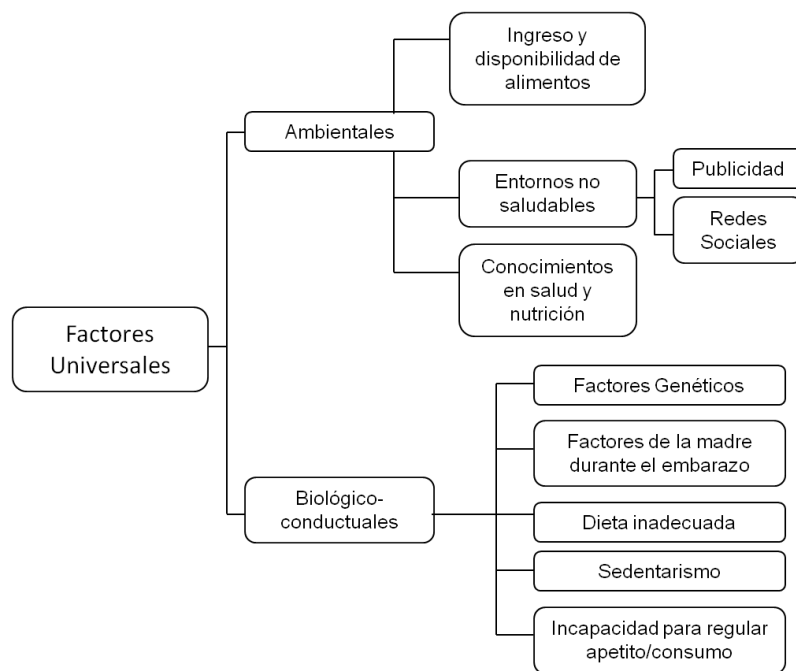 Ingreso y
disponibilidad de
alimentos
Ambientales
Entornos no
saludables
Publicidad
Redes
Sociales
Conocimientos
en salud y
nutrición
Factores
Universales
Factores Genéticos
Factores de la madre
durante el embarazo
Biológico-
conductuales
Dieta inadecuada
Sedentarismo
Incapacidad para regular
apetito/consumo